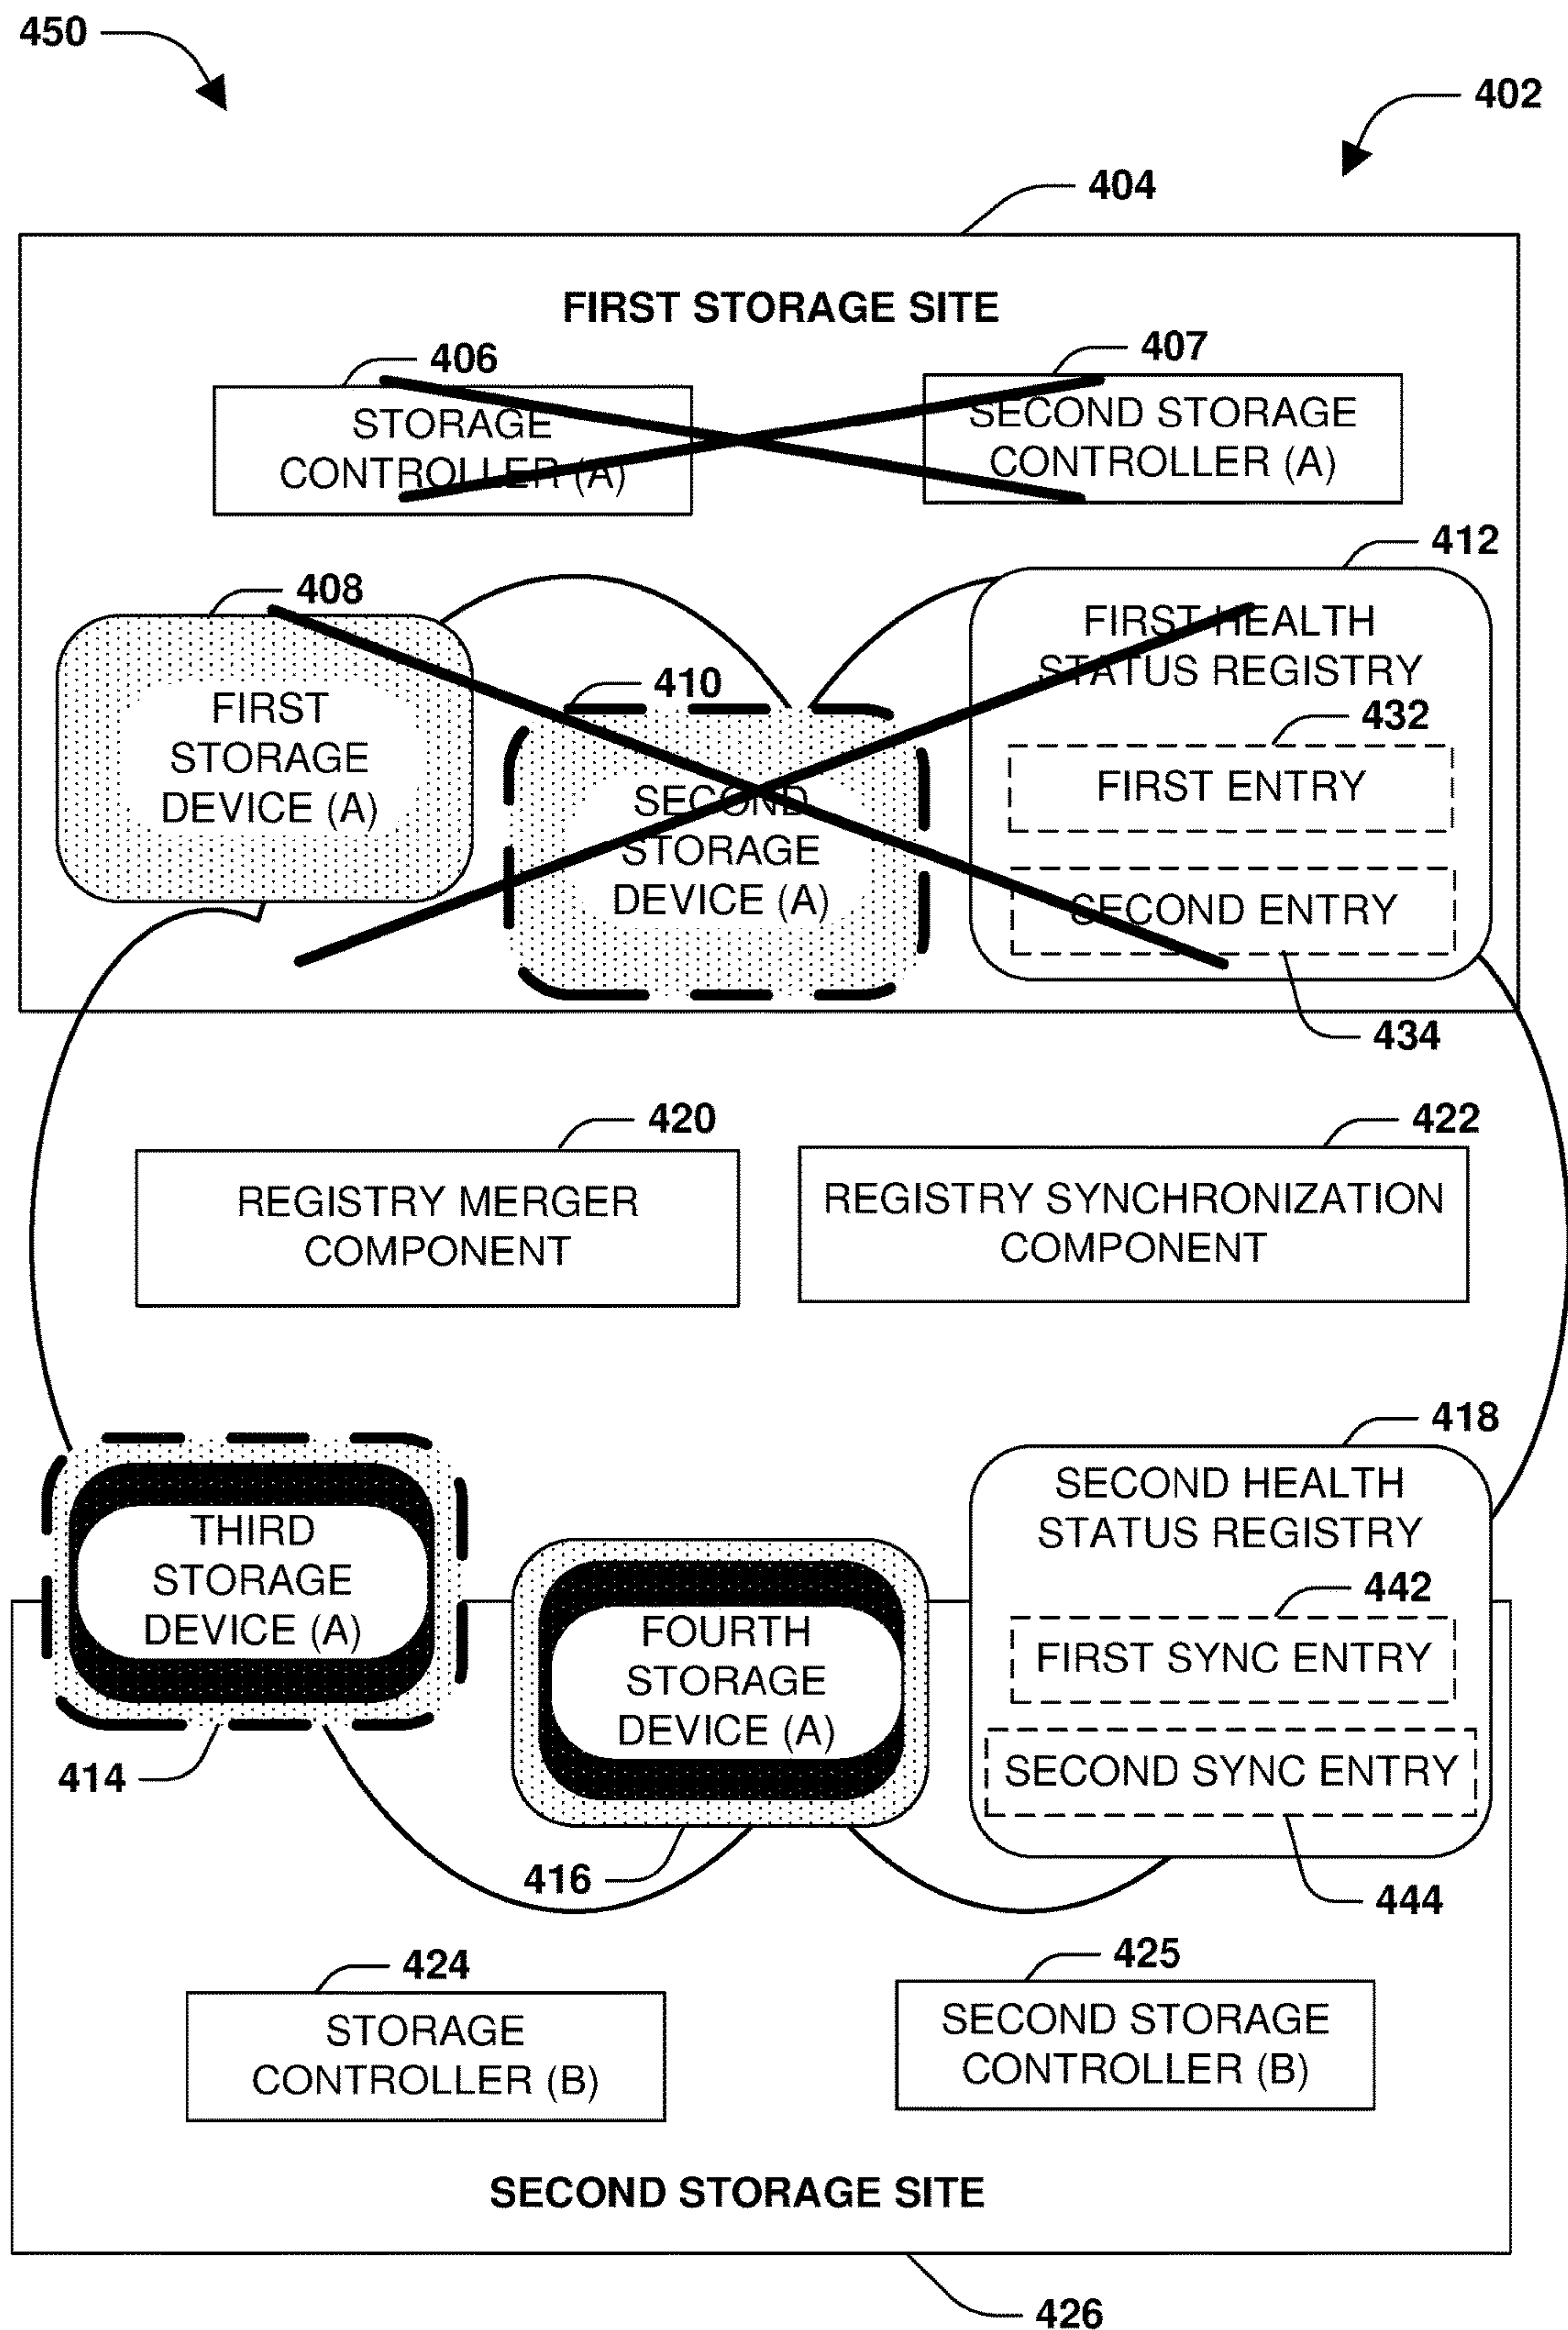 450
402
404
FIRST STORAGE SITE
406
407
STORAGE
CONTROLLER (A)
SECOND STORAGE
CONTROLLER (A)
412
408
FIRST HEALTH
STATUS REGISTRY
410
FIRST
STORAGE
DEVICE (A)
432
FIRST ENTRY
SECOND
STORAGE
DEVICE (A)
SECOND ENTRY
434
420
422
REGISTRY MERGER
COMPONENT
REGISTRY SYNCHRONIZATION
COMPONENT
418
SECOND HEALTH
STATUS REGISTRY
THIRD
STORAGE
DEVICE (A)
442
FIRST SYNC ENTRY
FOURTH
STORAGE
DEVICE (A)
SECOND SYNC ENTRY
414
416
444
424
425
STORAGE
CONTROLLER (B)
SECOND STORAGE
CONTROLLER (B)
SECOND STORAGE SITE
426